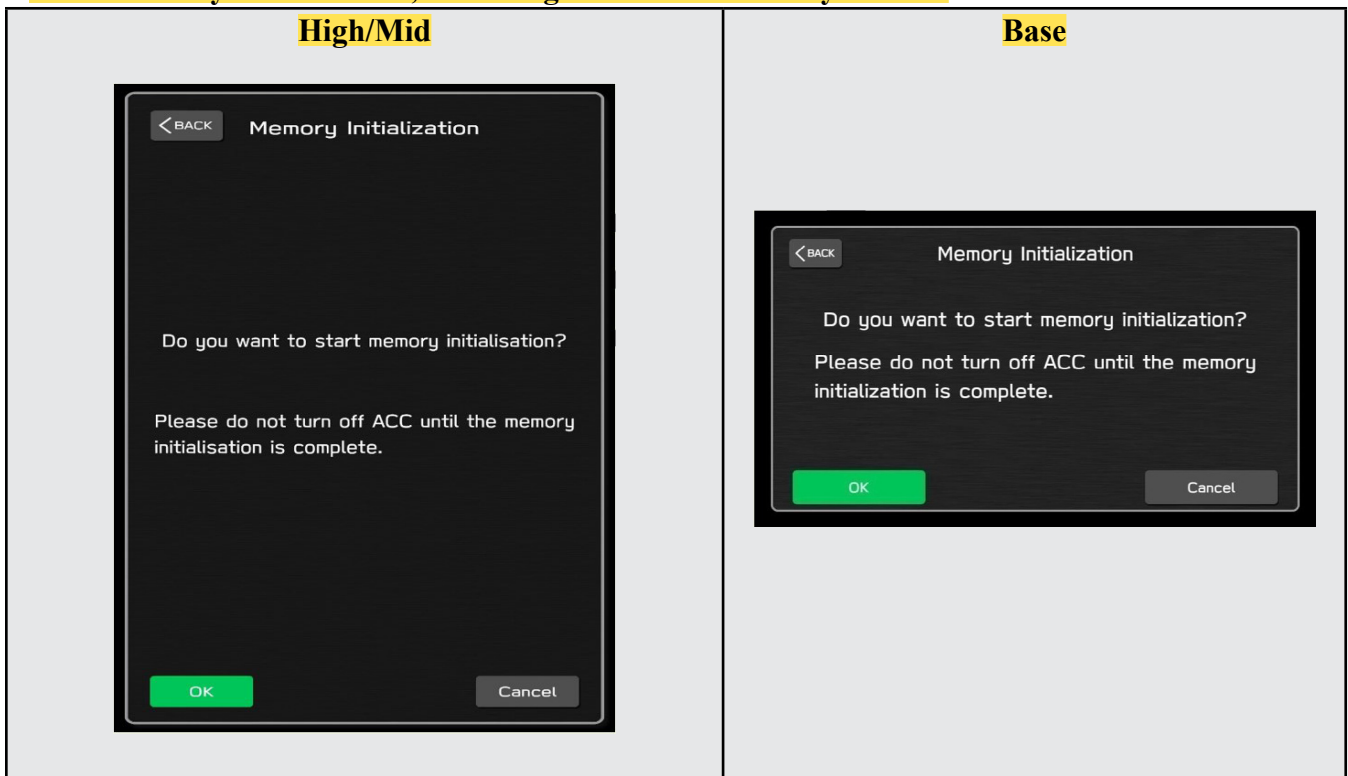 High/Mid
BACK Memory Initialization
Do you want to start memory initialisation?
Please do not turn off ACC until the memory
initialisation is complete.
OK Cancel
Base
BACK Memory Initialization
Do you want to start memory initialization?
Please do not turn off ACC until the memory
initialization is complete.
OK Cancel